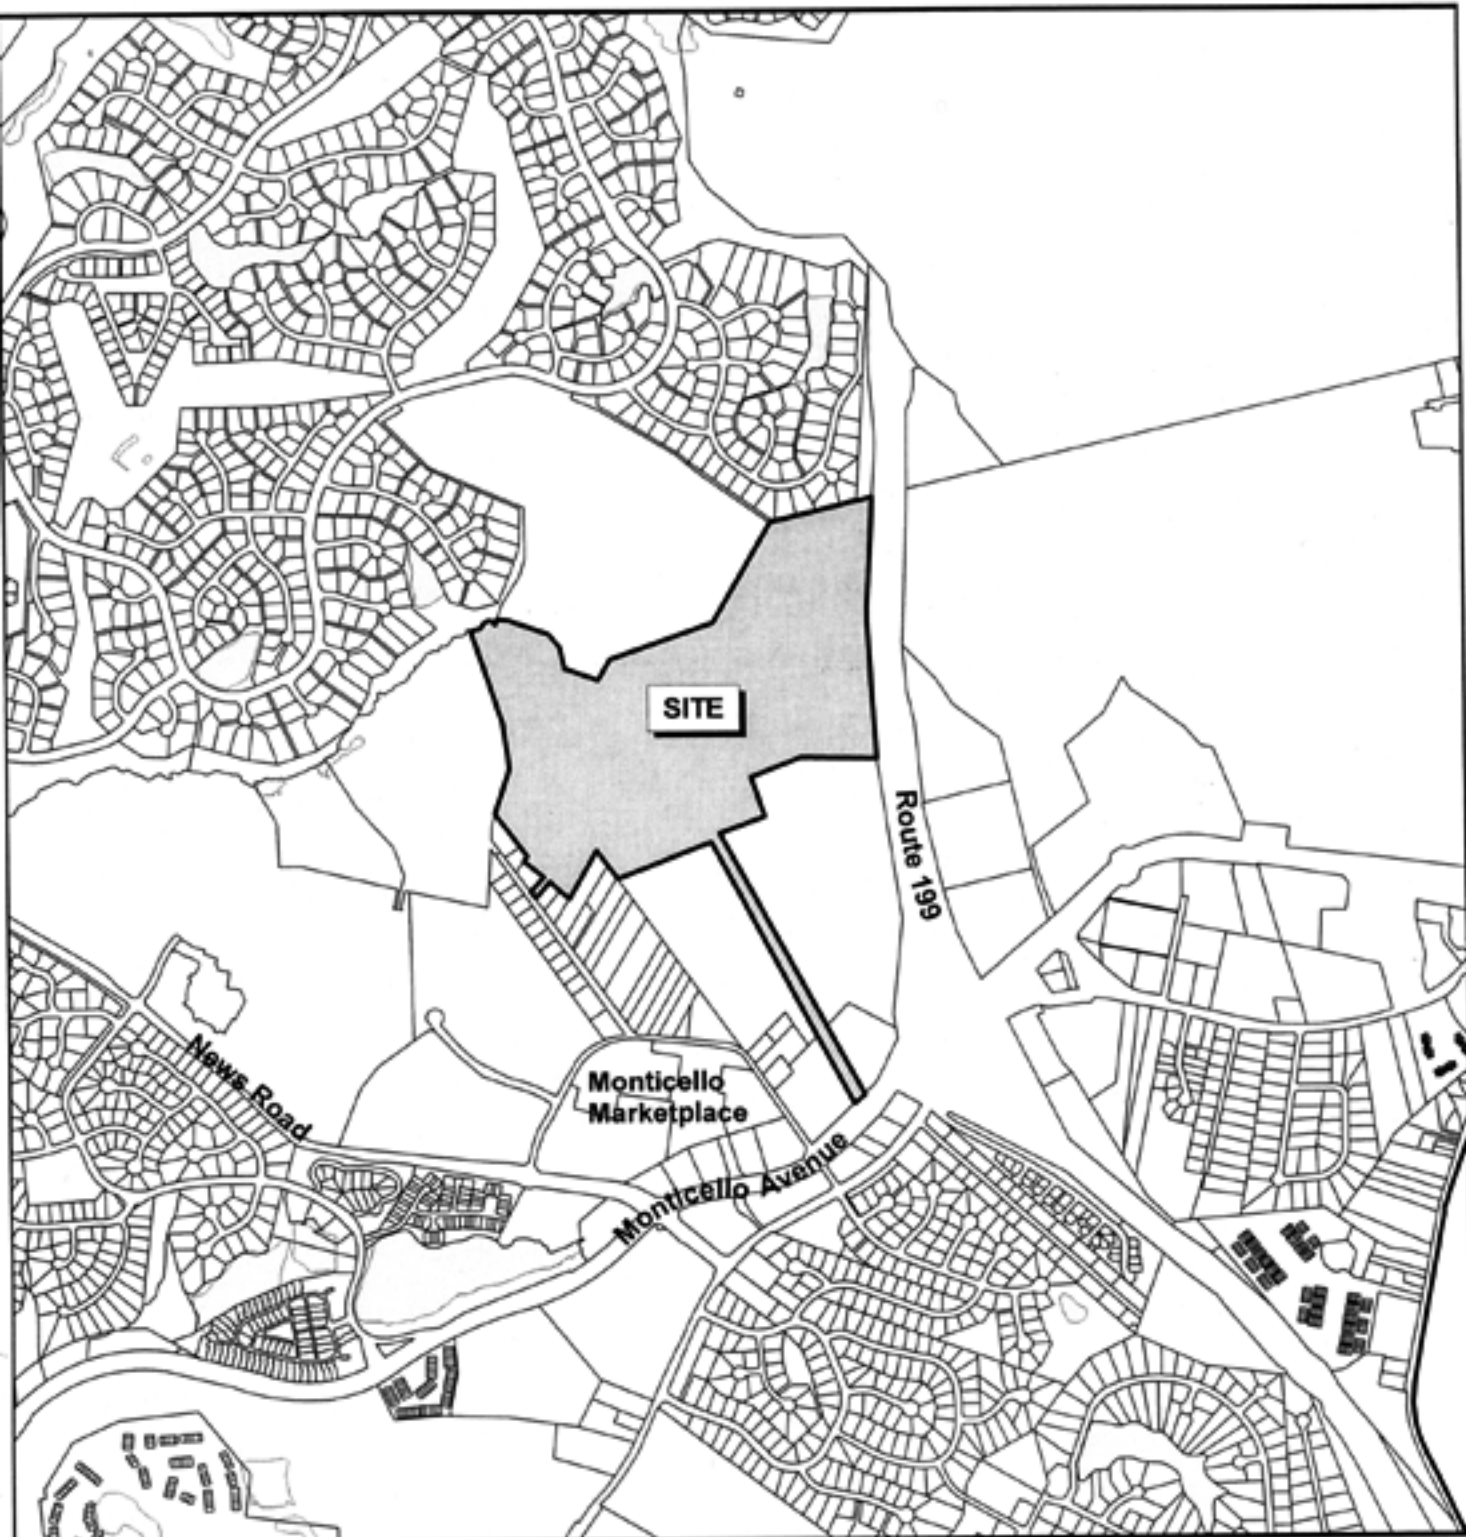 SITE
Route 199
News Road
Monticello
Marketplace
Monticello Avenue